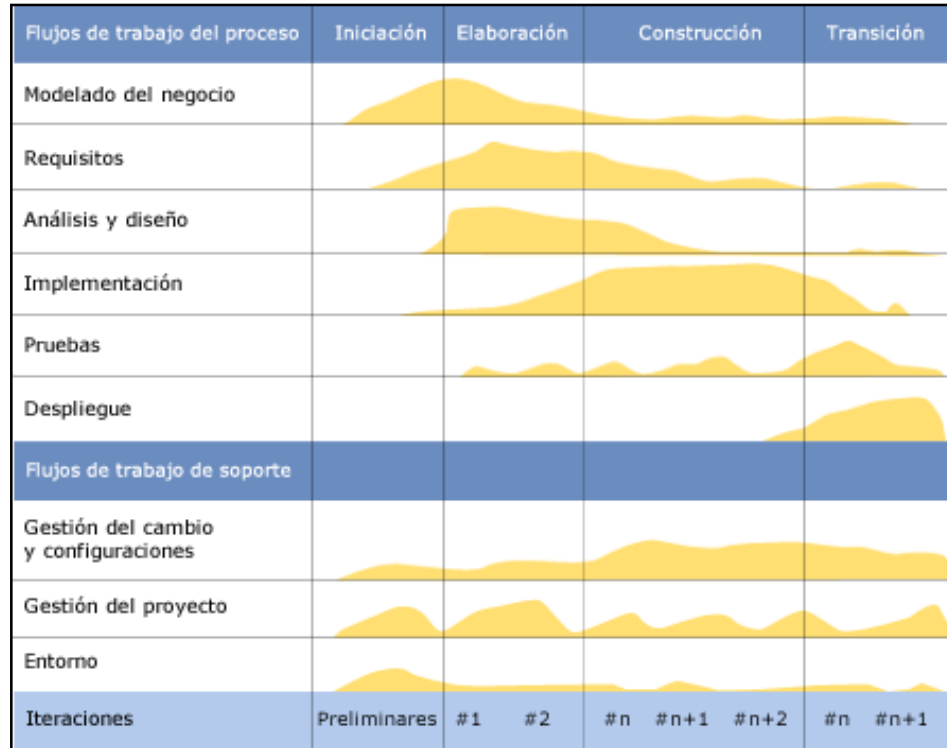 Flujos de trabajo del proceso Iniciación Elaboración Construcción Transición
Modelado del negocio
Requisitos
Análisis y diseño
Implementación
Pruebas
Despliegue
Flujos de trabajo de soporte
Gestión del cambio
y configuraciones
Gestión del proyecto
Entorno
Iteraciones Preliminares #1 #2 #n #n+1 #n+2 #n #n+1